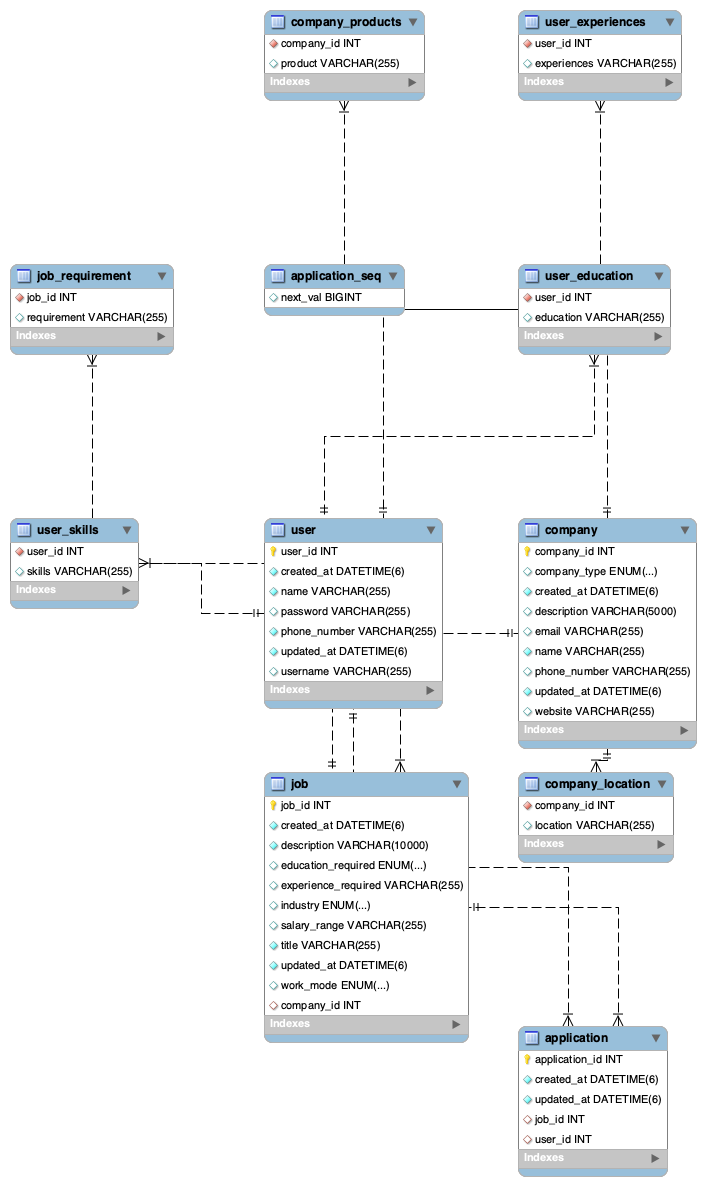 company_products
company_id INT
product VARCHAR(255)
Indexes
user_experiences
user_id INT
experiences VARCHAR(255)
Indexes
job_requirement
job_id INT
requirement VARCHAR(255)
Indexes
application_seq
next_val BIGINT
user_education
user_id INT
education VARCHAR(255)
Indexes
user_skills
user_id INT
skills VARCHAR(255)
Indexes
user
user_id INT
created_at DATETIME(6)
name VARCHAR(255)
password VARCHAR(255)
phone_number VARCHAR(255)
updated_at DATETIME(6)
username VARCHAR(255)
Indexes
company
company_id INT
company_type ENUM(...)
created_at DATETIME(6)
description VARCHAR(5000)
email VARCHAR(255)
name VARCHAR(255)
phone_number VARCHAR(255)
updated_at DATETIME(6)
website VARCHAR(255)
Indexes
job
job_id INT
created_at DATETIME(6)
description VARCHAR(10000)
education_required ENUM(...)
experience_required VARCHAR(255)
industry ENUM(...)
salary_range VARCHAR(255)
title VARCHAR(255)
updated_at DATETIME(6)
work_mode ENUM(...)
company_id INT
Indexes
company_location
company_id INT
location VARCHAR(255)
Indexes
application
application_id INT
created_at DATETIME(6)
updated_at DATETIME(6)
job_id INT
user_id INT
Indexes